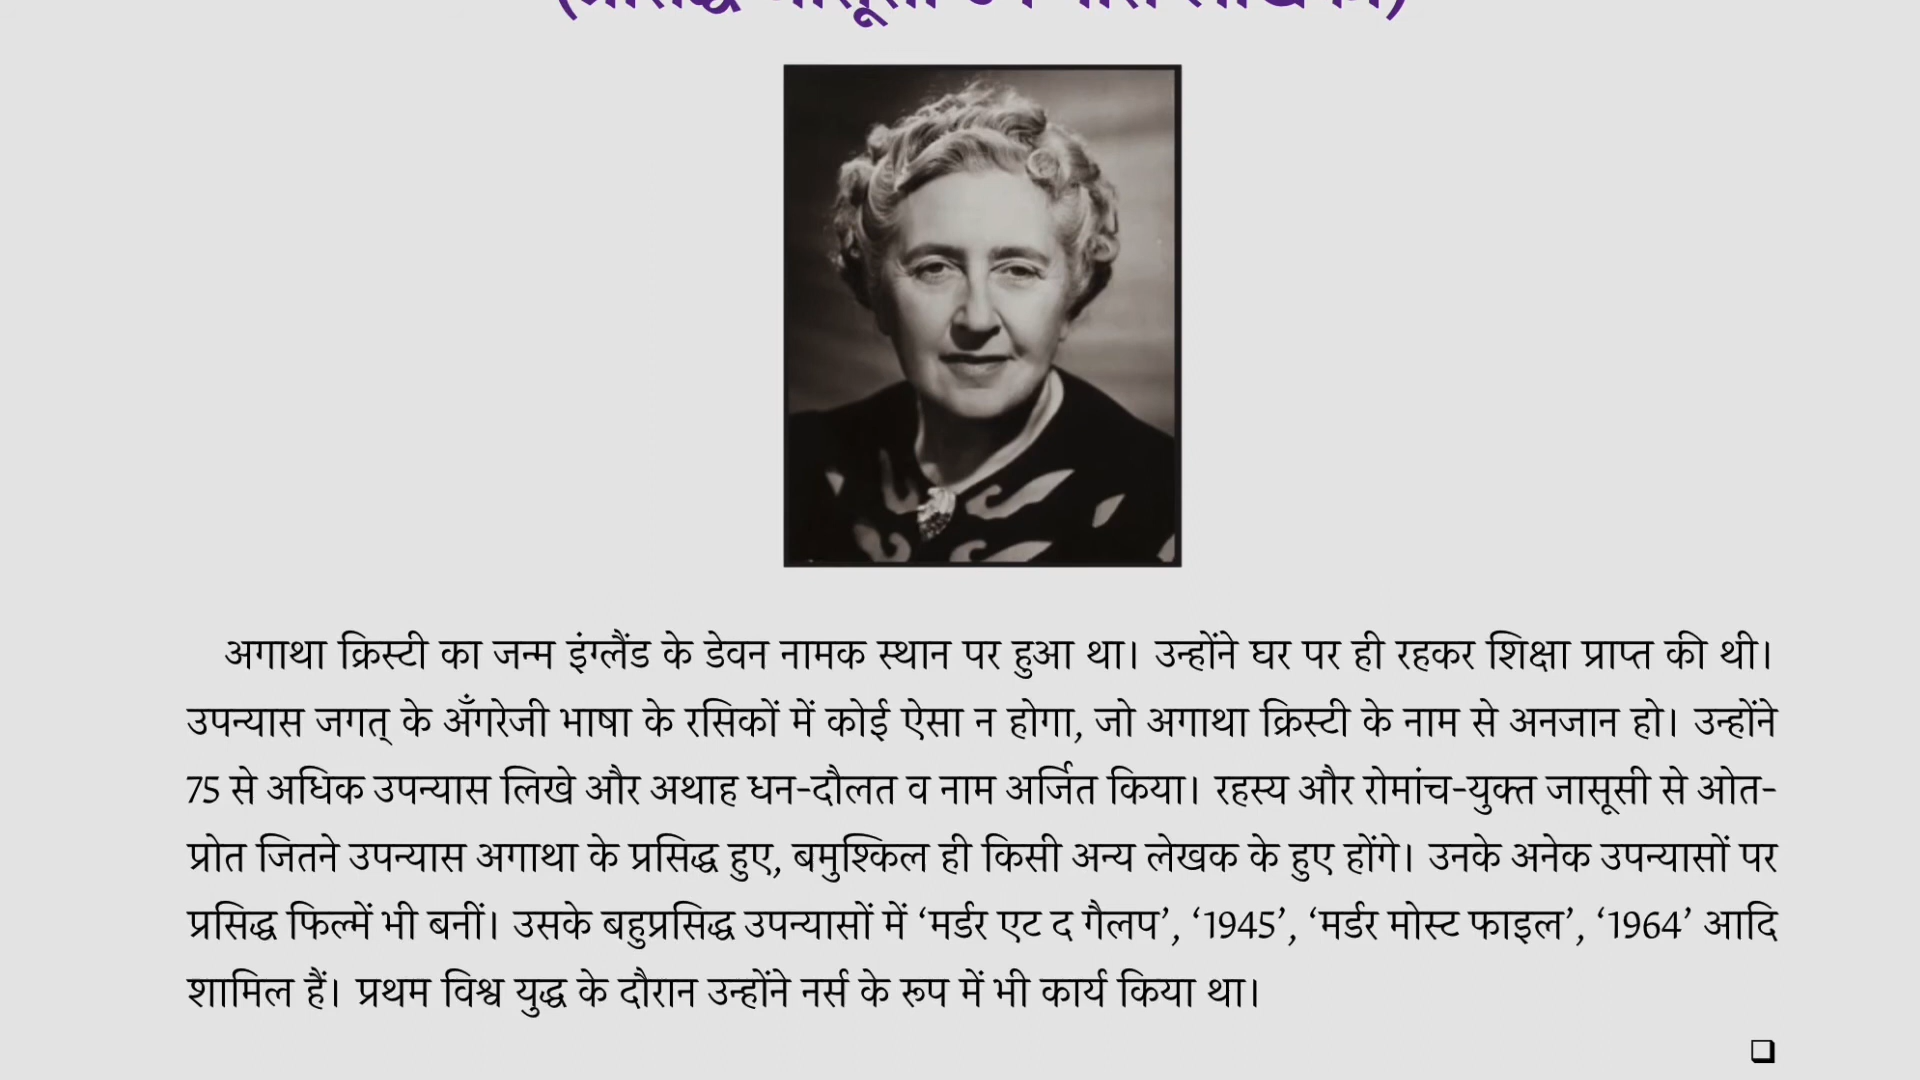 अगाथा क्रिस्टी का जन्म इंग्लैंड के डेवन नामक स्थान पर हुआ था। उन्होंने घर पर ही रहकर शिक्षा प्राप्त की थी।
उपन्यास जगत् के अँगरेजी भाषा के रसिकों में कोई ऐसा न होगा, जो अगाथा क्रिस्टी के नाम से अनजान हो। उन्होंने
75 से अधिक उपन्यास लिखे और अथाह धन-दौलत व नाम अर्जित किया। रहस्य और रोमांच-युक्त जासूसी से ओत-
प्रोत जितने उपन्यास अगाथा के प्रसिद्ध हुए, बमुश्किल ही किसी अन्य लेखक के हुए होंगे। उनके अनेक उपन्यासों पर
प्रसिद्ध फिल्में भी बनीं। उसके बहुप्रसिद्ध उपन्यासों में ‘मर्डर एट द गैलप’, ‘1945’, ‘मर्डर मोस्ट फाइल’, ‘1964’ आदि
शामिल हैं। प्रथम विश्व युद्ध के दौरान उन्होंने नर्स के रूप में भी कार्य किया था।